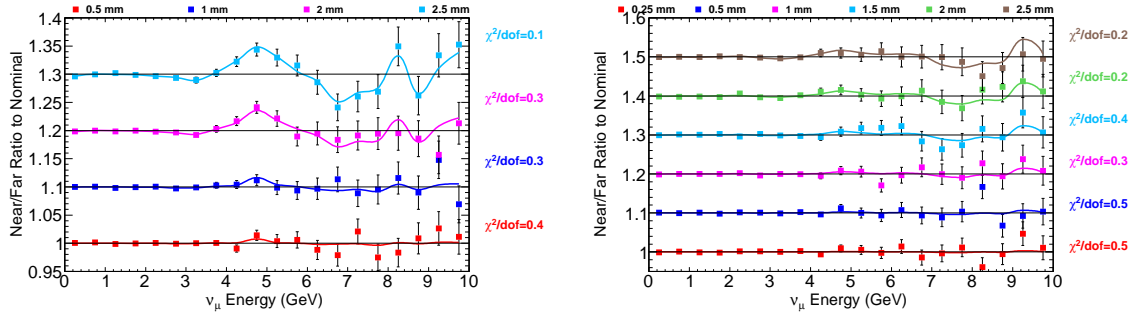 0.5 mm 1 mm 2 mm 2.5 mm
Near/Far Ratio to Nominal
1.35
1.3
1.25
1.2
1.15
1.1
1.05
1
0.95
χ²/dof=0.1
χ²/dof=0.3
χ²/dof=0.3
χ²/dof=0.4
0 1 2 3 4 5 6 7 8 9 10
νμ Energy (GeV)
0.25 mm 0.5 mm 1 mm 1.5 mm 2 mm 2.5 mm
Near/Far Ratio to Nominal
1.6
1.5
1.4
1.3
1.2
1.1
1
χ²/dof=0.2
χ²/dof=0.2
χ²/dof=0.4
χ²/dof=0.3
χ²/dof=0.5
χ²/dof=0.5
0 1 2 3 4 5 6 7 8 9 10
νμ Energy (GeV)